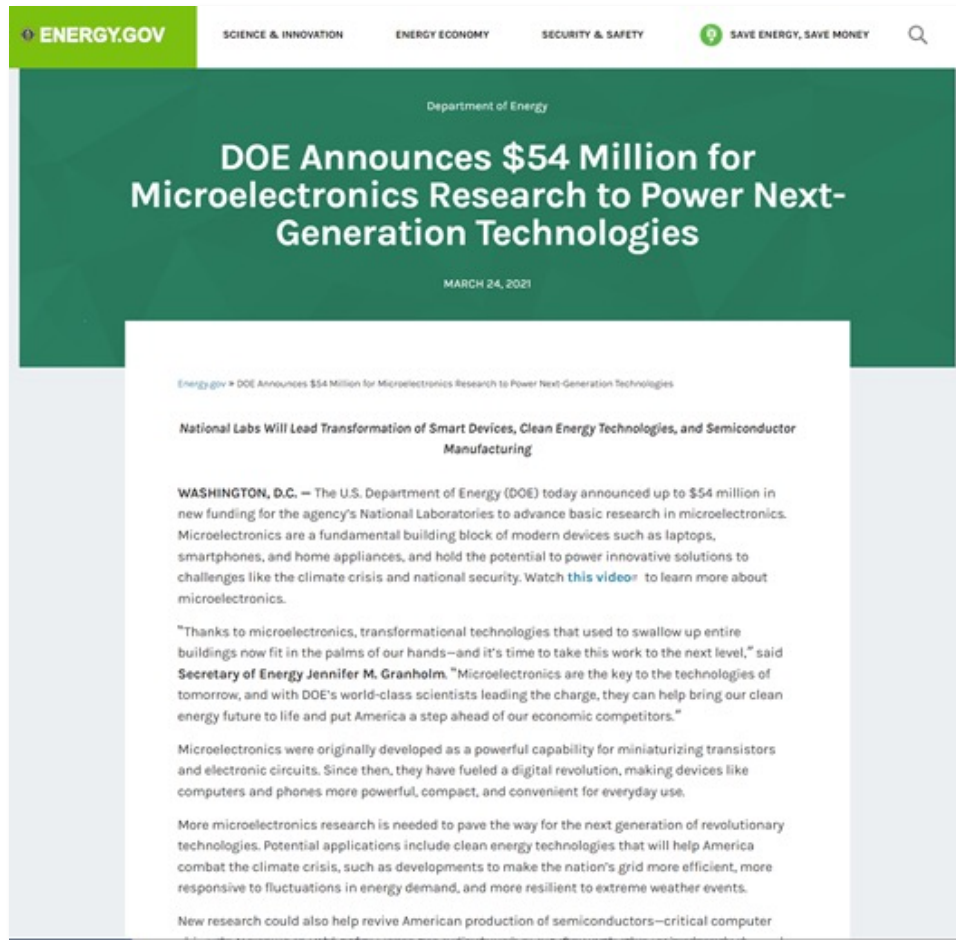 ENERGY.GOV
SCIENCE & INNOVATION
ENERGY ECONOMY
SECURITY & SAFETY
SAVE ENERGY, SAVE MONEY
Department of Energy
DOE Announces $54 Million for
Microelectronics Research to Power Next-
Generation Technologies
MARCH 24, 2021
Energy.gov » DOE Announces $54 Million for Microelectronics Research to Power Next-Generation Technologies
National Labs Will Lead Transformation of Smart Devices, Clean Energy Technologies, and Semiconductor
Manufacturing
WASHINGTON, D.C. — The U.S. Department of Energy (DOE) today announced up to $54 million in
new funding for the agency's National Laboratories to advance basic research in microelectronics.
Microelectronics are a fundamental building block of modern devices such as laptops,
smartphones, and home appliances, and hold the potential to power innovative solutions to
challenges like the climate crisis and national security. Watch this video to learn more about
microelectronics.
"Thanks to microelectronics, transformational technologies that used to swallow up entire
buildings now fit in the palms of our hands—and it's time to take this work to the next level," said
Secretary of Energy Jennifer M. Granholm. "Microelectronics are the key to the technologies of
tomorrow, and with DOE's world-class scientists leading the charge, they can help bring our clean
energy future to life and put America a step ahead of our economic competitors."
Microelectronics were originally developed as a powerful capability for miniaturizing transistors
and electronic circuits. Since then, they have fueled a digital revolution, making devices like
computers and phones more powerful, compact, and convenient for everyday use.
More microelectronics research is needed to pave the way for the next generation of revolutionary
technologies. Potential applications include clean energy technologies that will help America
combat the climate crisis, such as developments to make the nation's grid more efficient, more
responsive to fluctuations in energy demand, and more resilient to extreme weather events.
New research could also help revive American production of semiconductors—critical computer